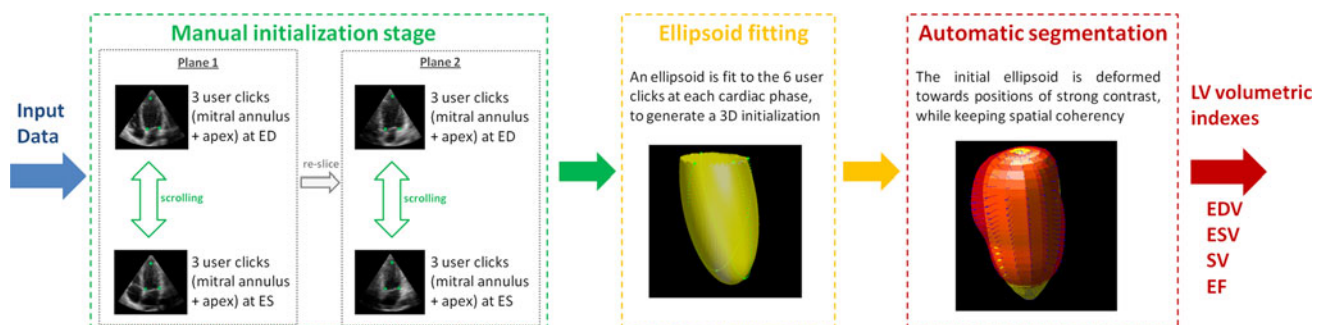 Input
Data
Manual initialization stage
Plane 1
3 user clicks
(mitral annulus
+ apex) at ED
scrolling
3 user clicks
(mitral annulus
+ apex) at ES
re-slice
Plane 2
3 user clicks
(mitral annulus
+ apex) at ED
scrolling
3 user clicks
(mitral annulus
+ apex) at ES
Ellipsoid fitting
An ellipsoid is fit to the 6 user
clicks at each cardiac phase,
to generate a 3D initialization
Automatic segmentation
The initial ellipsoid is deformed
towards positions of strong contrast,
while keeping spatial coherency
LV volumetric
indexes
EDV
ESV
SV
EF